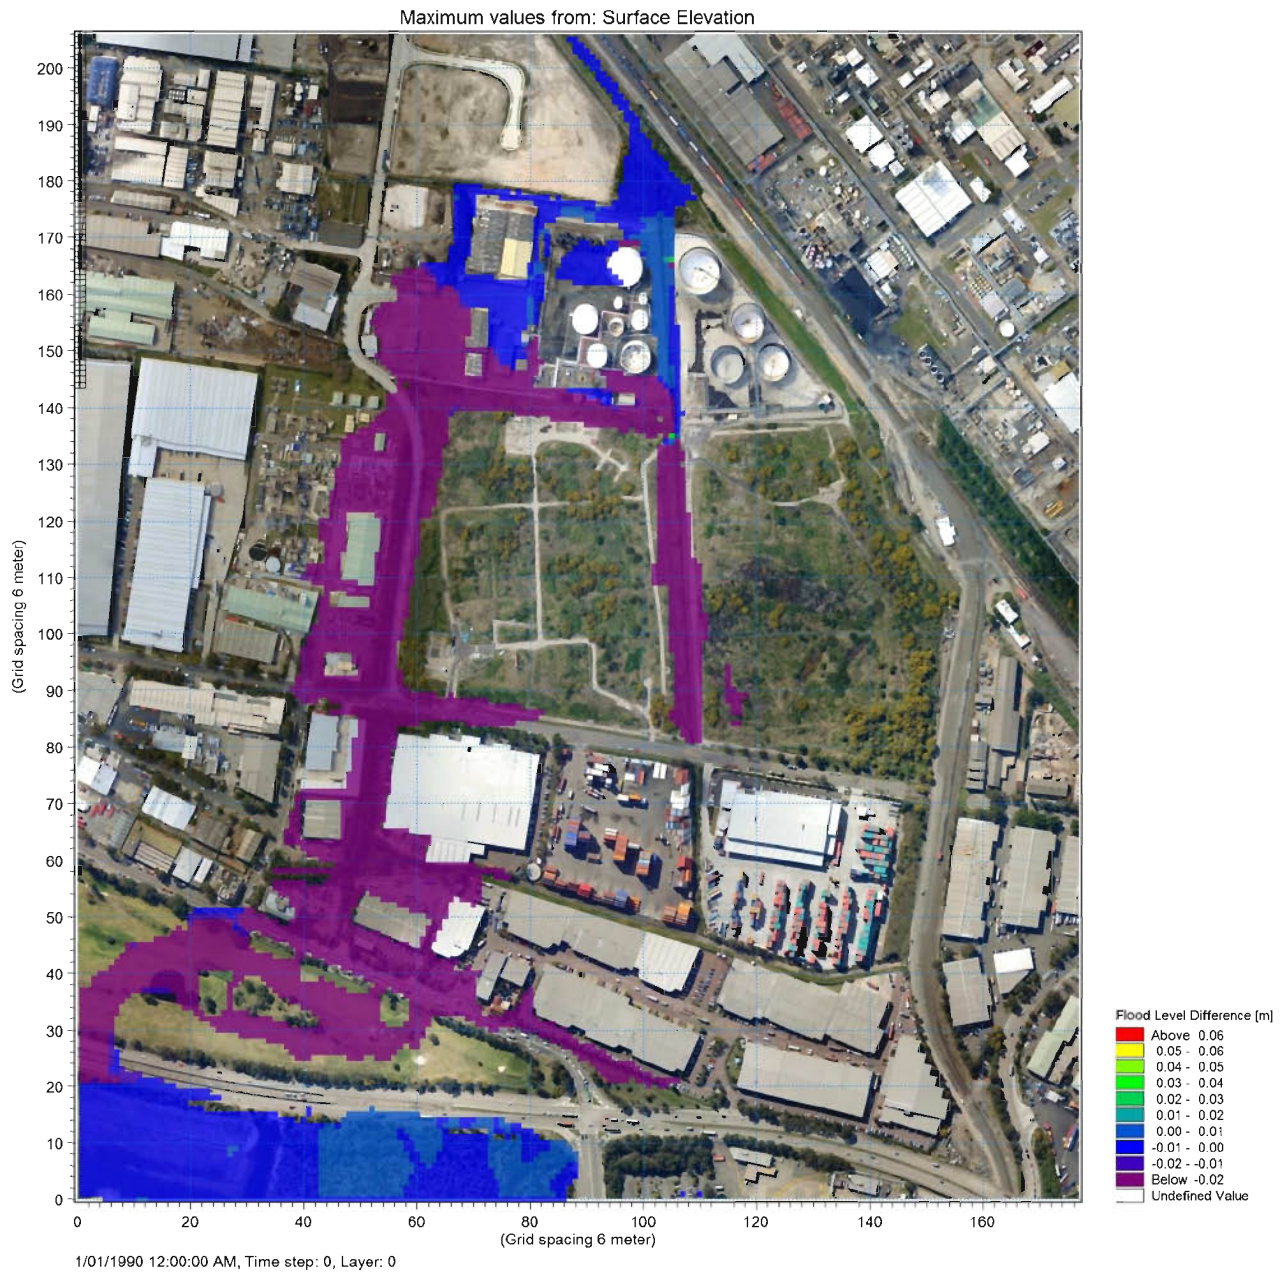 Maximum values from: Surface Elevation
200
190
180
170
160
150
140
130
120
110
100
90
80
70
60
50
40
30
20
10
0
(Grid spacing 6 meter)
0 20 40 60 80 100 120 140 160
(Grid spacing 6 meter)
1/01/1990 12:00:00 AM, Time step: 0, Layer: 0
Flood Level Difference [m]
Above 0.06
0.05 - 0.06
0.04 - 0.05
0.03 - 0.04
0.02 - 0.03
0.01 - 0.02
0.00 - 0.01
-0.01 - 0.00
-0.02 - -0.01
Below -0.02
Undefined Value